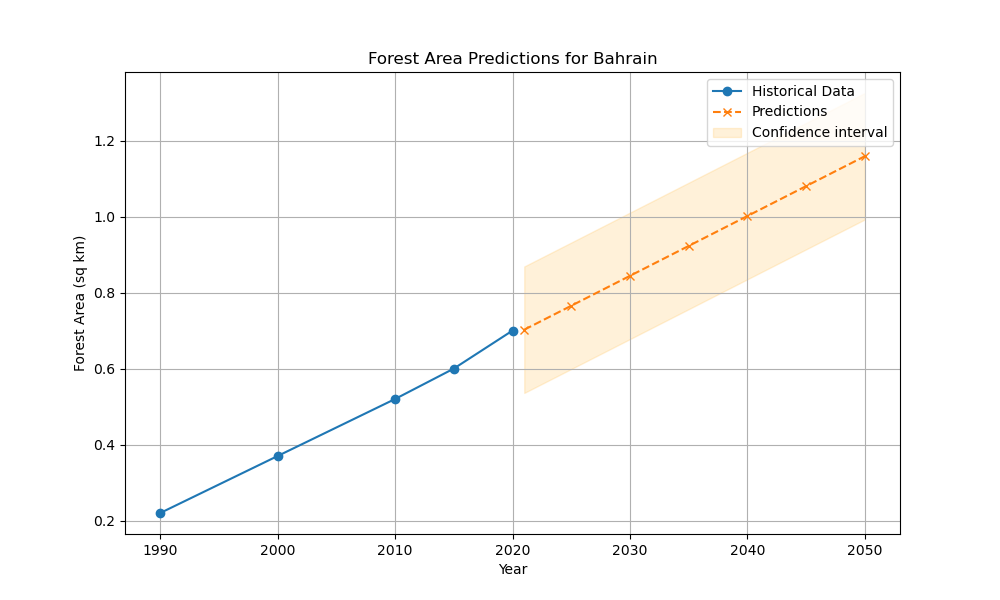 Forest Area Predictions for Bahrain
Historical Data
Predictions
Confidence interval
Forest Area (sq km)
1.2
1.0
0.8
0.6
0.4
0.2
1990 2000 2010 2020 2030 2040 2050
Year